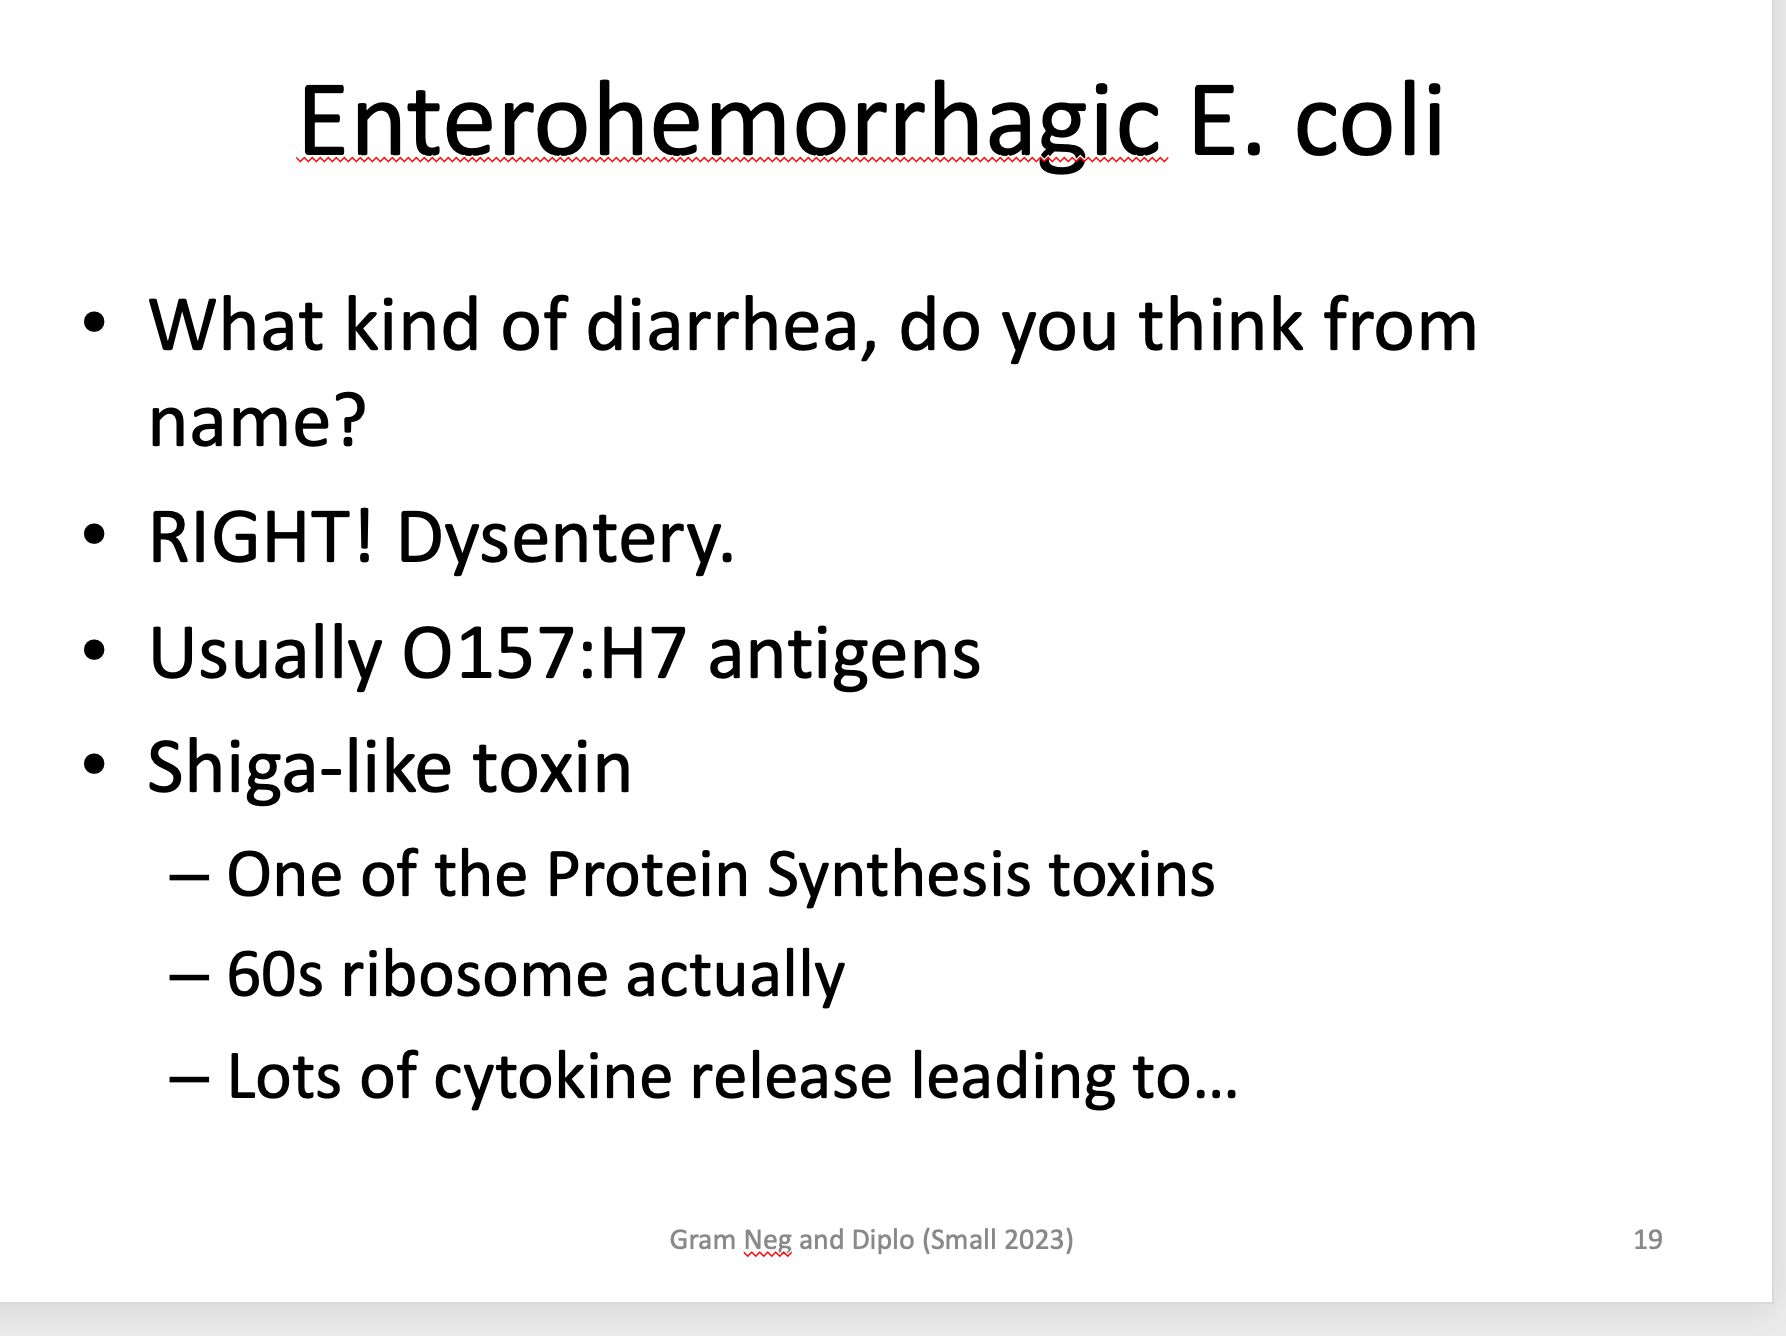 Enterohemorrhagic E. coli
• What kind of diarrhea, do you think from
name?
• RIGHT! Dysentery.
• Usually O157:H7 antigens
• Shiga-like toxin
– One of the Protein Synthesis toxins
– 60s ribosome actually
– Lots of cytokine release leading to…
Gram Neg and Diplo (Small 2023)
19